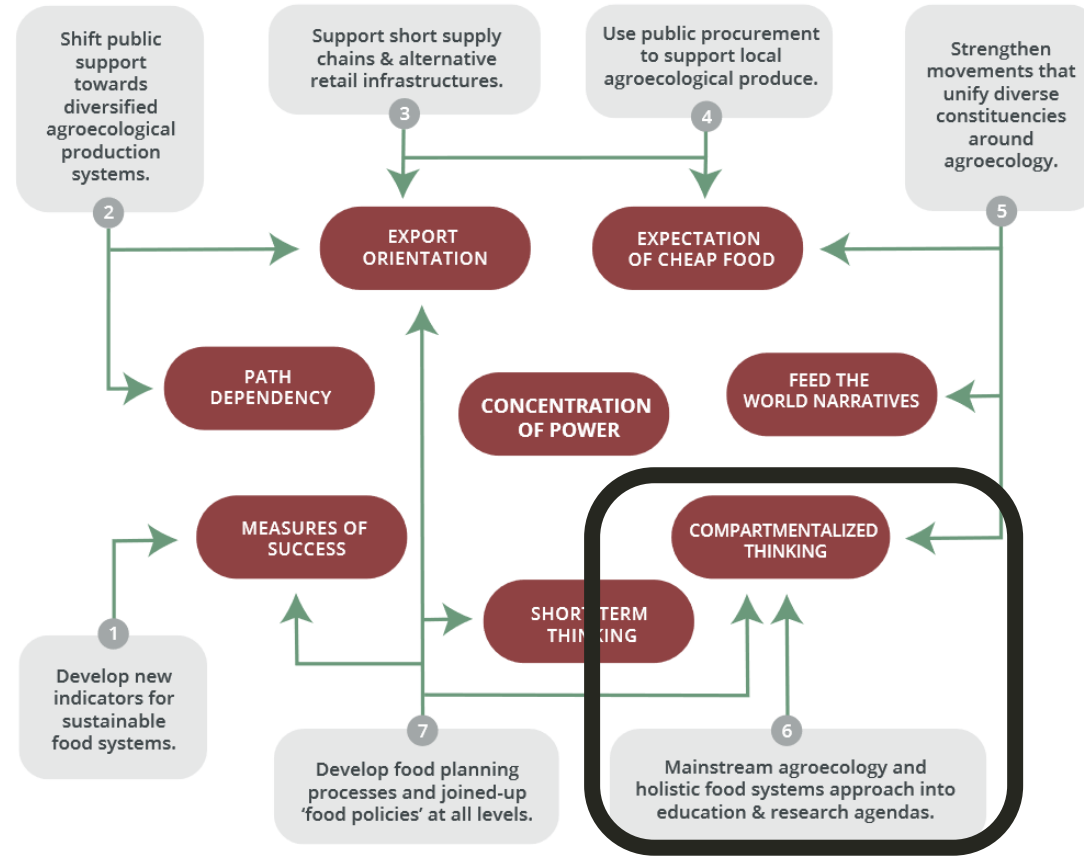 Shift public
support
towards
diversified
agroecological
production
systems.
2
Support short supply
chains & alternative
retail infrastructures.
3
Use public procurement
to support local
agroecological produce.
4
Strengthen
movements that
unify diverse
constituencies
around
agroecology.
5
EXPORT
ORIENTATION
EXPECTATION
OF CHEAP FOOD
PATH
DEPENDENCY
CONCENTRATION
OF POWER
FEED THE
WORLD NARRATIVES
MEASURES OF
SUCCESS
COMPARTMENTALIZED
THINKING
SHORT TERM
THINKING
1
Develop new
indicators for
sustainable
food systems.
7
Develop food planning
processes and joined-up
‘food policies’ at all levels.
6
Mainstream agroecology and
holistic food systems approach into
education & research agendas.